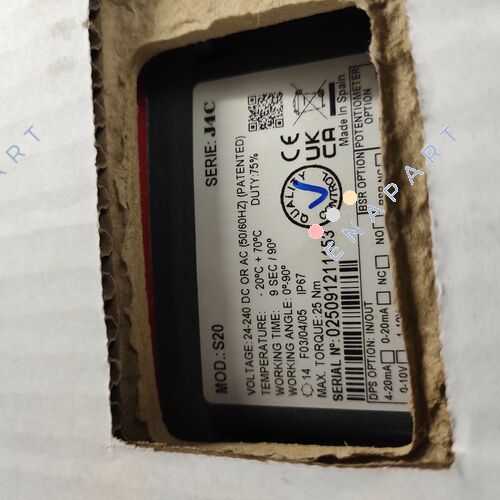 SERIE: J4C
MOD.: S20
VOLTAGE: 24-240 DC OR AC (50/60HZ) (PATENTED)
TEMPERATURE: - 20ºC + 70ºC DUTY:75%
WORKING TIME: 9 SEC / 90º
WORKING ANGLE: 0º-90º
14 F03/04/05 IP67
MAX. TORQUE: 25 Nm
SERIAL Nº:
CE
UK
CA
Made in Spain
QUALITY
DPS OPTION: IN/OUT
4-20mA 0-20mA
0-10V
BSR OPTION
NC NO
POTENTIOMETER
OPTION
ENAPART
ENAPART